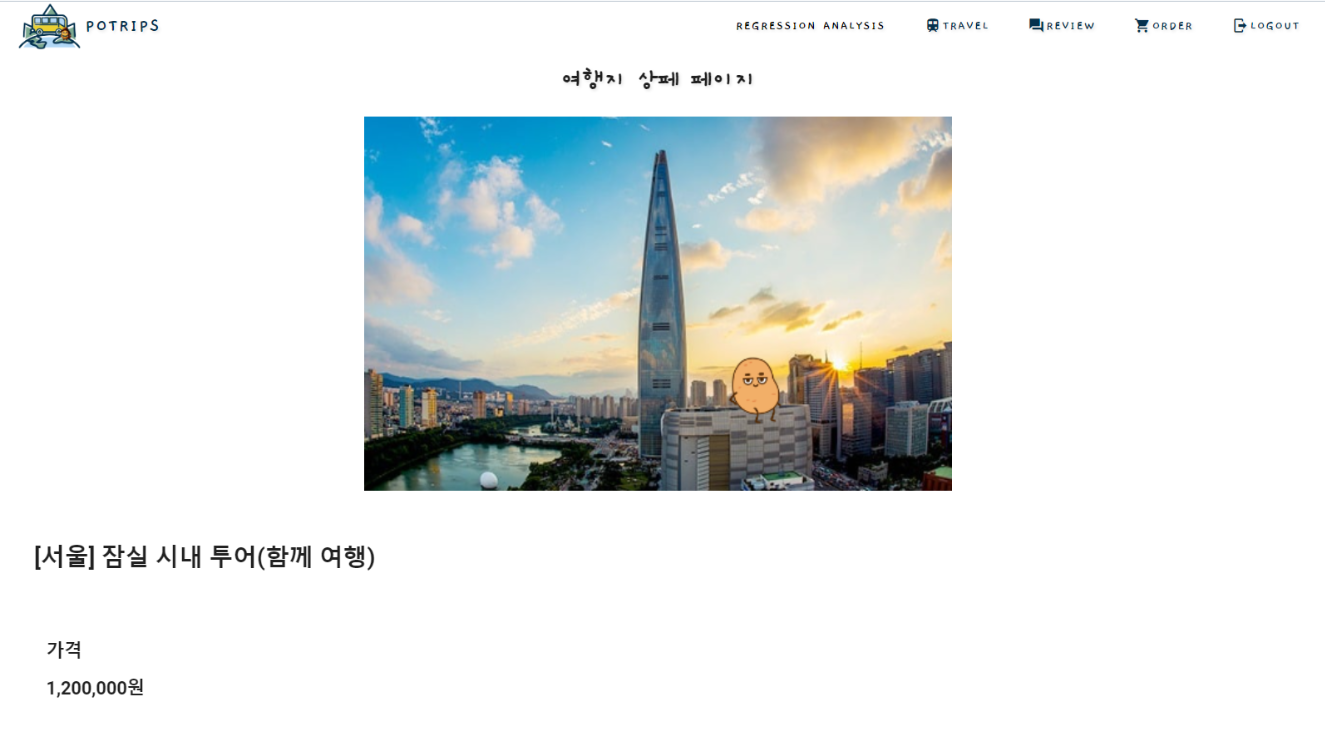 POTRIPS
REGRESSION ANALYSIS TRAVEL REVIEW ORDER LOGOUT
여행지 상페 페이지
[서울] 잠실 시내 투어(함께 여행)
가격
1,200,000원